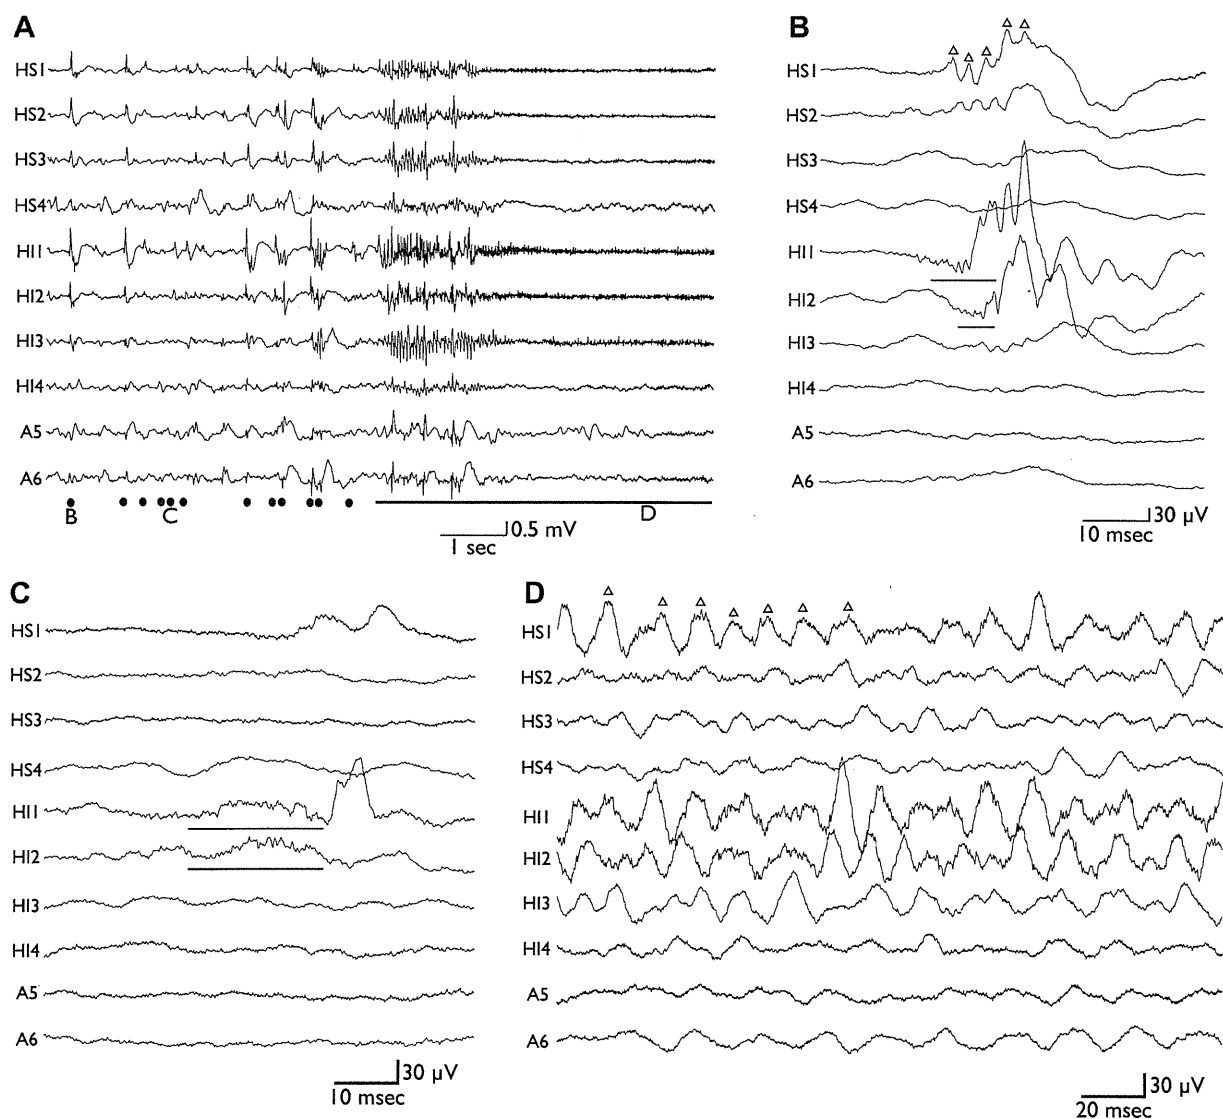 A
HS1
HS2
HS3
HS4
HI1
HI2
HI3
HI4
A5
A6
B
C
D
0.5 mV
1 sec
B
HS1
HS2
HS3
HS4
HI1
HI2
HI3
HI4
A5
A6
30 μV
10 msec
C
HS1
HS2
HS3
HS4
HI1
HI2
HI3
HI4
A5
A6
30 μV
10 msec
D
HS1
HS2
HS3
HS4
HI1
HI2
HI3
HI4
A5
A6
30 μV
20 msec